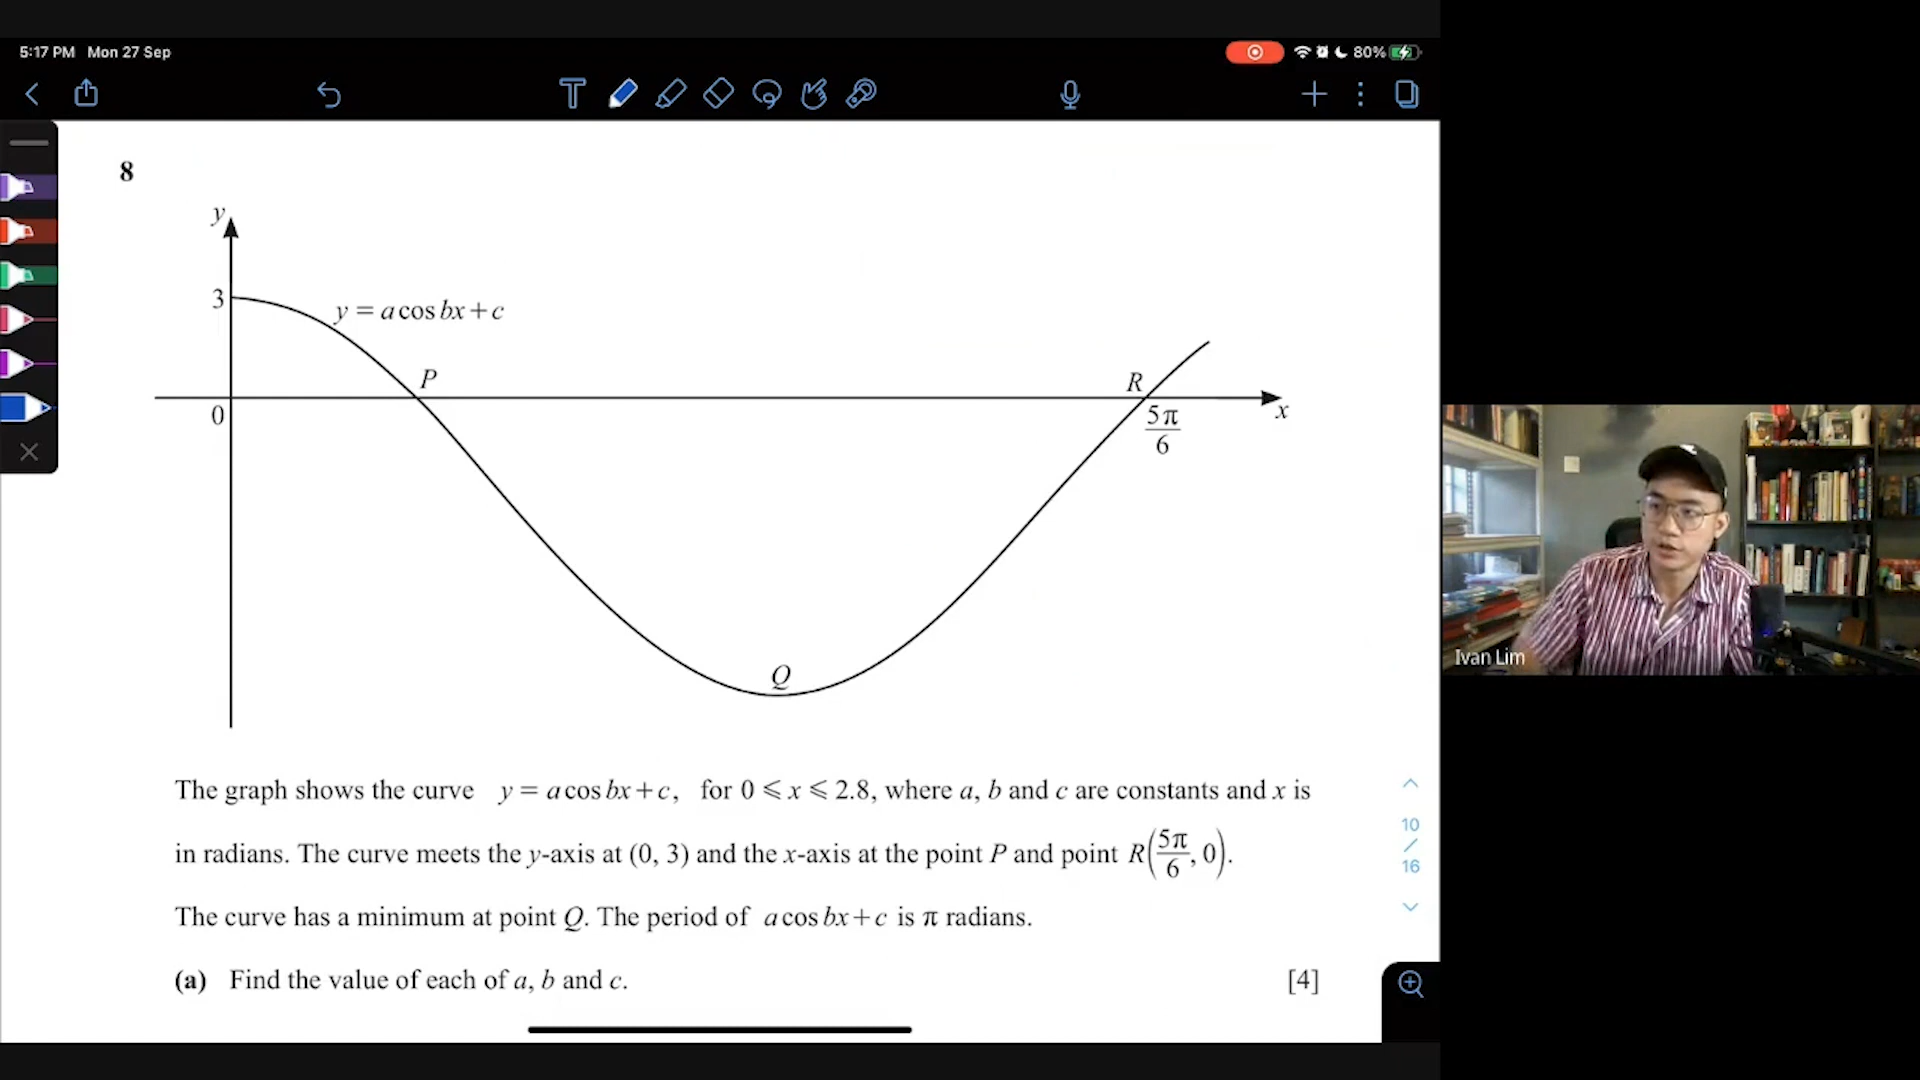 5:17 PM Mon 27 Sep
80%
8
y
3
y = a cos bx + c
P
R
0
x
5π/6
Q
The graph shows the curve y = a cos bx + c, for 0 ⩽ x ⩽ 2.8, where a, b and c are constants and x is
in radians. The curve meets the y-axis at (0, 3) and the x-axis at the point P and point R(5π/6, 0).
The curve has a minimum at point Q. The period of a cos bx + c is π radians.
(a) Find the value of each of a, b and c. [4]
10
/
16
Ivan Lim